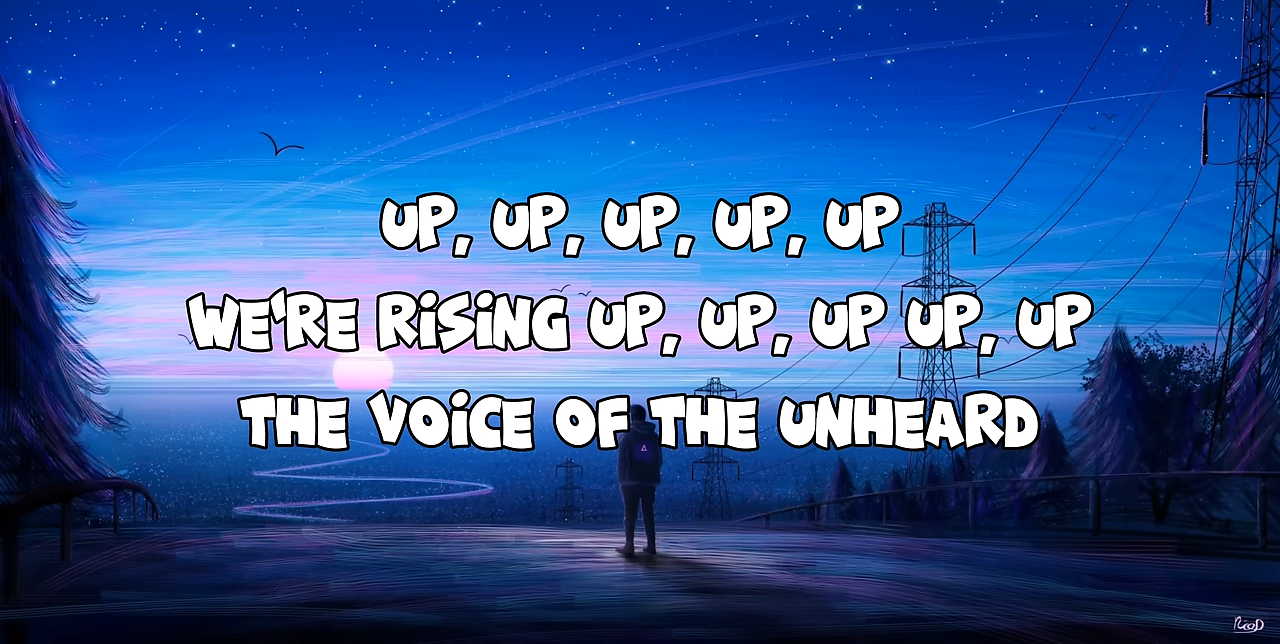 UP, UP, UP, UP, UP
WE'RE RiSiNG UP, UP, UP UP, UP
THE VOiCE OF THE UNHEARD